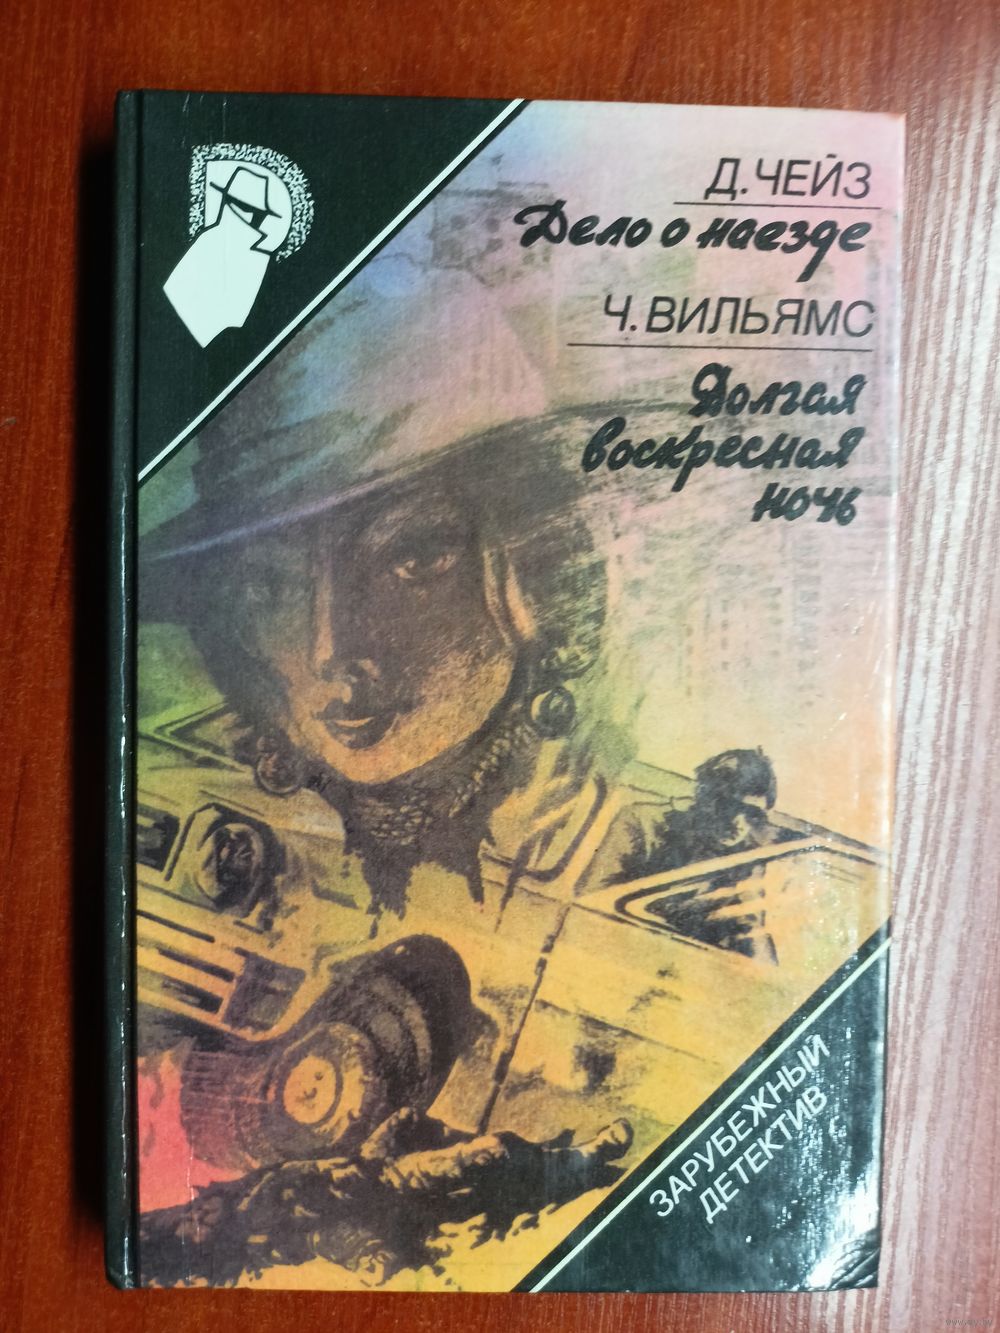 Д. ЧЕЙЗ
Дело о наезде
Ч. ВИЛЬЯМС
Долгая
воскресная
ночь
ЗАРУБЕЖНЫЙ
ДЕТЕКТИВ